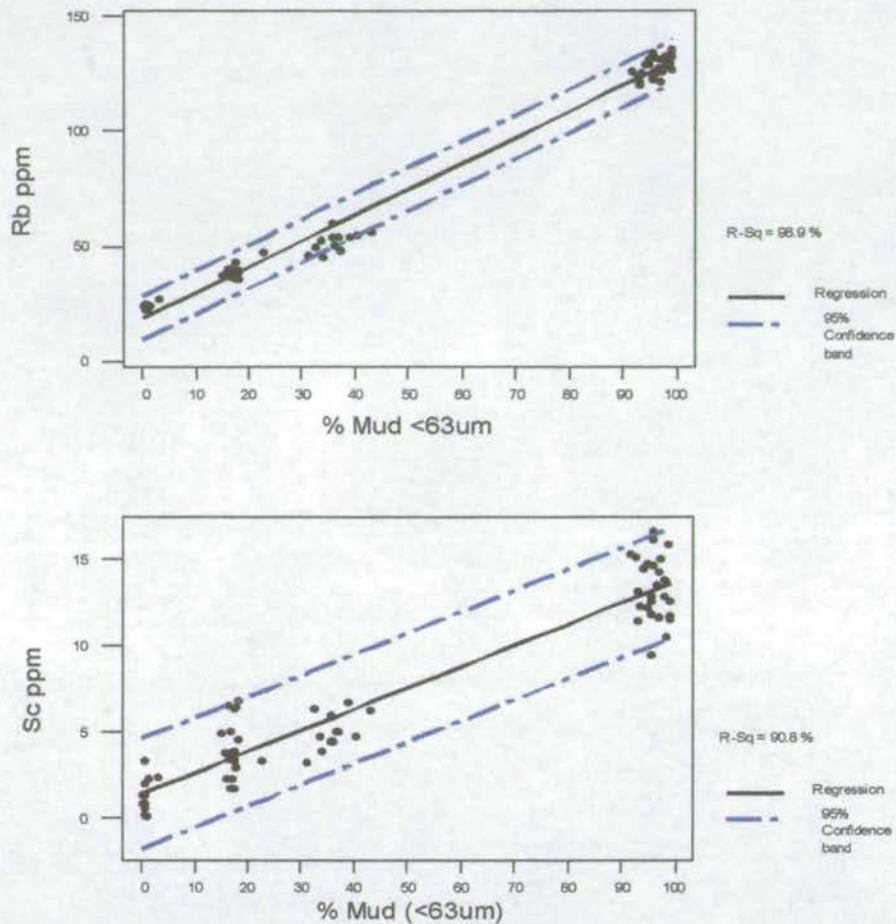 150
100
50
0
Rb ppm
0 10 20 30 40 50 60 70 80 90 100
% Mud <63um
R-Sq = 98.9 %
Regression
95%
Confidence
band
15
10
5
0
Sc ppm
0 10 20 30 40 50 60 70 80 90 100
% Mud (<63um)
R-Sq = 90.8 %
Regression
95%
Confidence
band